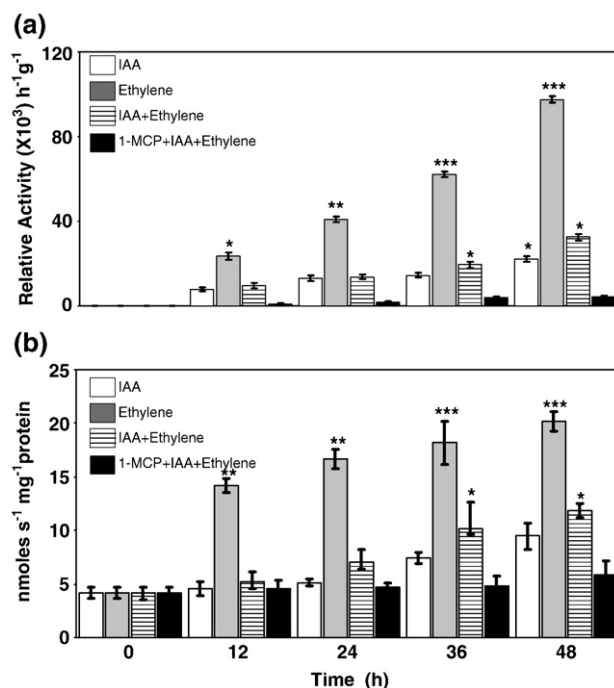 (a)
Relative Activity (X10³) h⁻¹g⁻¹
120
80
60
40
20
0
IAA
Ethylene
IAA+Ethylene
1-MCP+IAA+Ethylene
*
**
***
*
*
***
*
(b)
nmoles s⁻¹ mg⁻¹protein
25
20
15
10
5
0
IAA
Ethylene
IAA+Ethylene
1-MCP+IAA+Ethylene
**
**
***
*
***
*
0 12 24 36 48
Time (h)